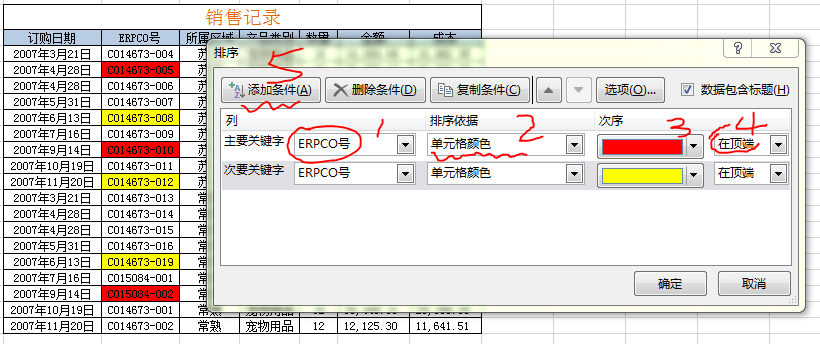 销售记录
订购日期 ERPCO号 所属区域 产品类别 数量 金额 成本
2007年3月21日 C014673-004 苏
2007年4月28日 C014673-005 苏
2007年4月28日 C014673-006 苏
2007年5月31日 C014673-007 苏
2007年6月13日 C014673-008 苏
2007年7月16日 C014673-009 苏
2007年9月14日 C014673-010 苏
2007年10月19日 C014673-011 苏
2007年11月20日 C014673-012 苏
2007年3月21日 C014673-013 常
2007年4月28日 C014673-014 常
2007年4月28日 C014673-015 常
2007年5月31日 C014673-016 常
2007年6月13日 C014673-019 常
2007年7月16日 C015084-001 常
2007年9月14日 C015084-002 常
2007年10月19日 C014673-001 常熟 宠物用品 12
2007年11月20日 C014673-002 常熟 宠物用品 12 12,125.30 11,641.51
排序
5
添加条件(A) 删除条件(D) 复制条件(C) 选项(O)... 数据包含标题(H)
列 排序依据 次序
1 2 3 4
主要关键字 ERPCO号 单元格颜色 在顶端
次要关键字 ERPCO号 单元格颜色 在顶端
确定 取消